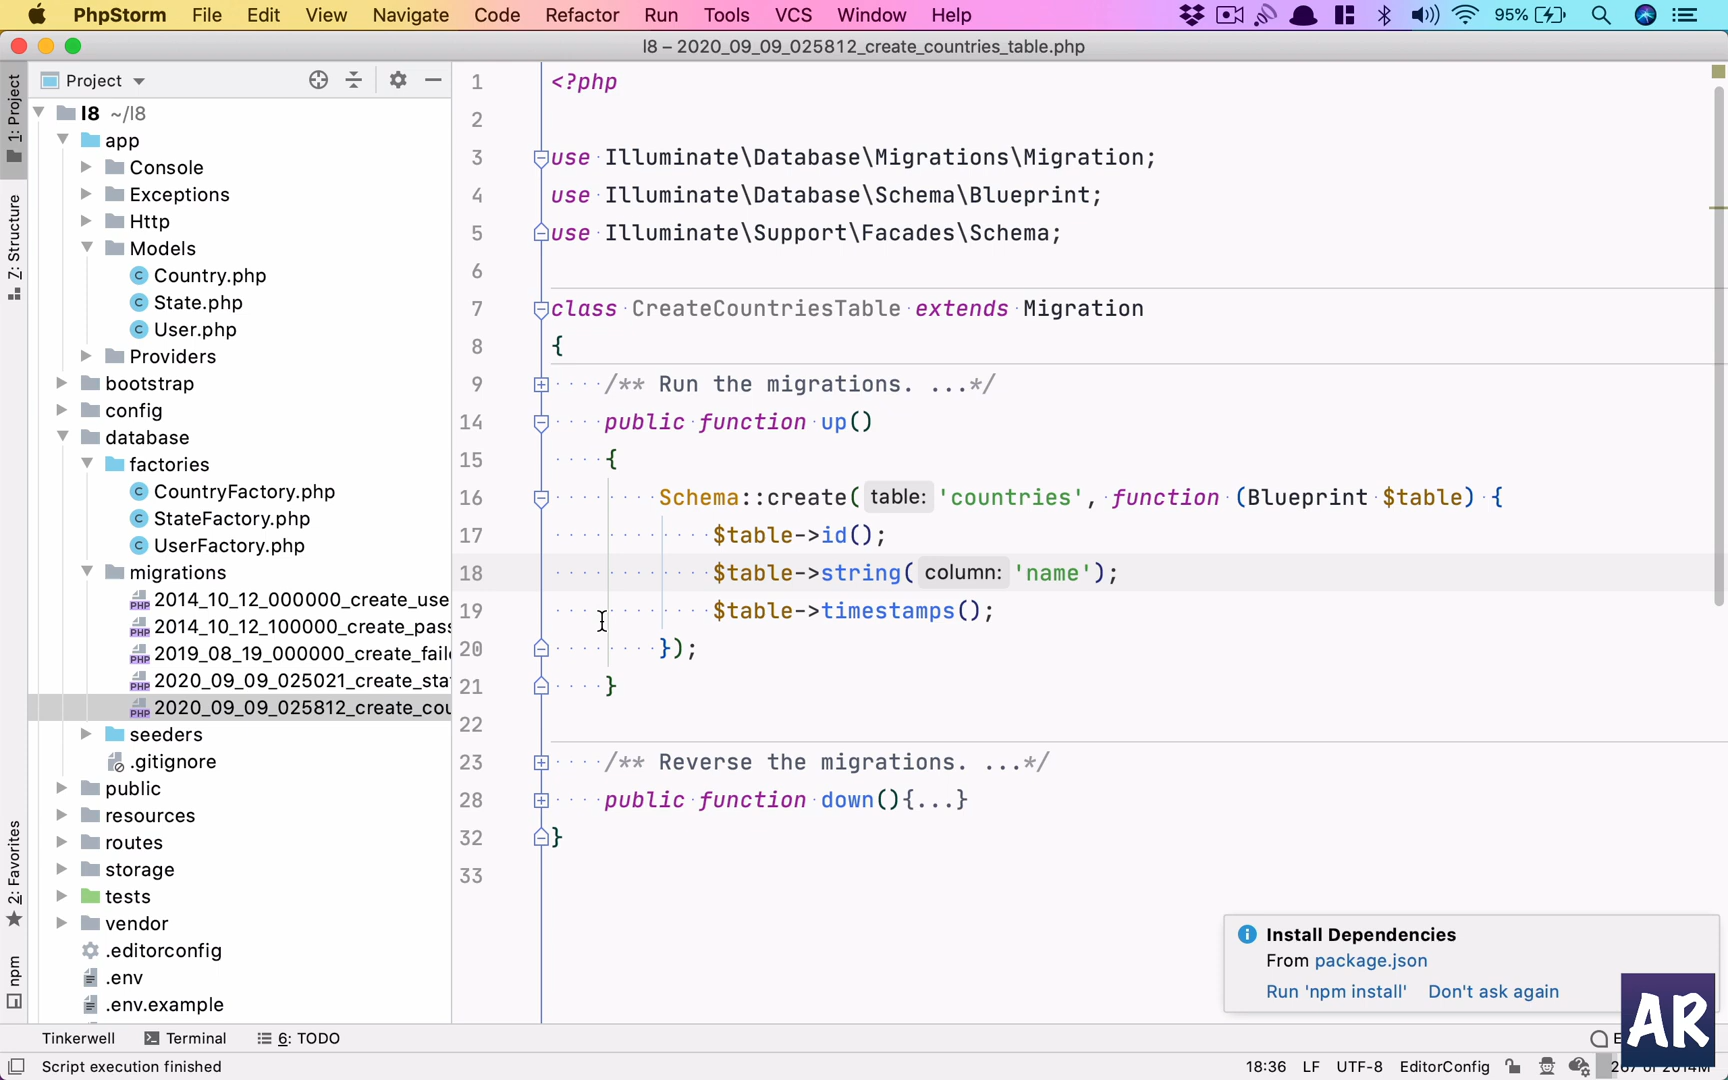 PhpStorm File Edit View Navigate Code Refactor Run Tools VCS Window Help 95%
l8 – 2020_09_09_025812_create_countries_table.php
1: Project
7: Structure
2: Favorites
npm
Project
l8 ~/l8
app
Console
Exceptions
Http
Models
Country.php
State.php
User.php
Providers
bootstrap
config
database
factories
CountryFactory.php
StateFactory.php
UserFactory.php
migrations
2014_10_12_000000_create_use
2014_10_12_100000_create_pas
2019_08_19_000000_create_faile
2020_09_09_025021_create_sta
2020_09_09_025812_create_cou
seeders
.gitignore
public
resources
routes
storage
tests
vendor
.editorconfig
.env
.env.example
1 <?php
2
3 use Illuminate\Database\Migrations\Migration;
4 use Illuminate\Database\Schema\Blueprint;
5 use Illuminate\Support\Facades\Schema;
6
7 class CreateCountriesTable extends Migration
8 {
9 /** Run the migrations. ...*/
14 public function up()
15 {
16 Schema::create( table: 'countries', function (Blueprint $table) {
17 $table->id();
18 $table->string( column: 'name');
19 $table->timestamps();
20 });
21 }
22
23 /** Reverse the migrations. ...*/
28 public function down(){...}
32 }
33
Install Dependencies
From package.json
Run 'npm install' Don't ask again
AR
Tinkerwell Terminal 6: TODO
Script execution finished 18:36 LF UTF-8 EditorConfig